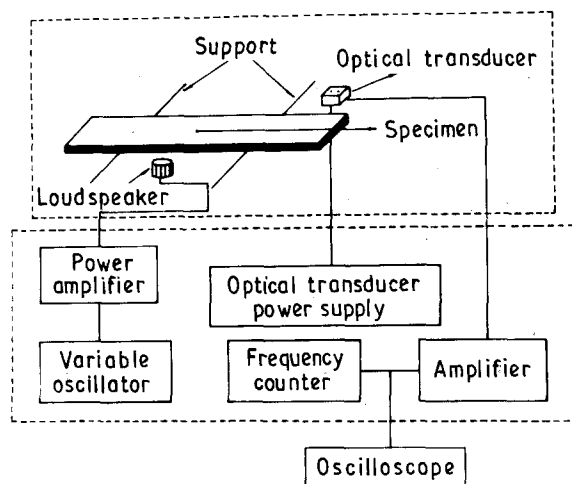 Support
Optical transducer
Specimen
Loudspeaker
Power
amplifier
Optical transducer
power supply
Variable
oscillator
Frequency
counter
Amplifier
Oscilloscope